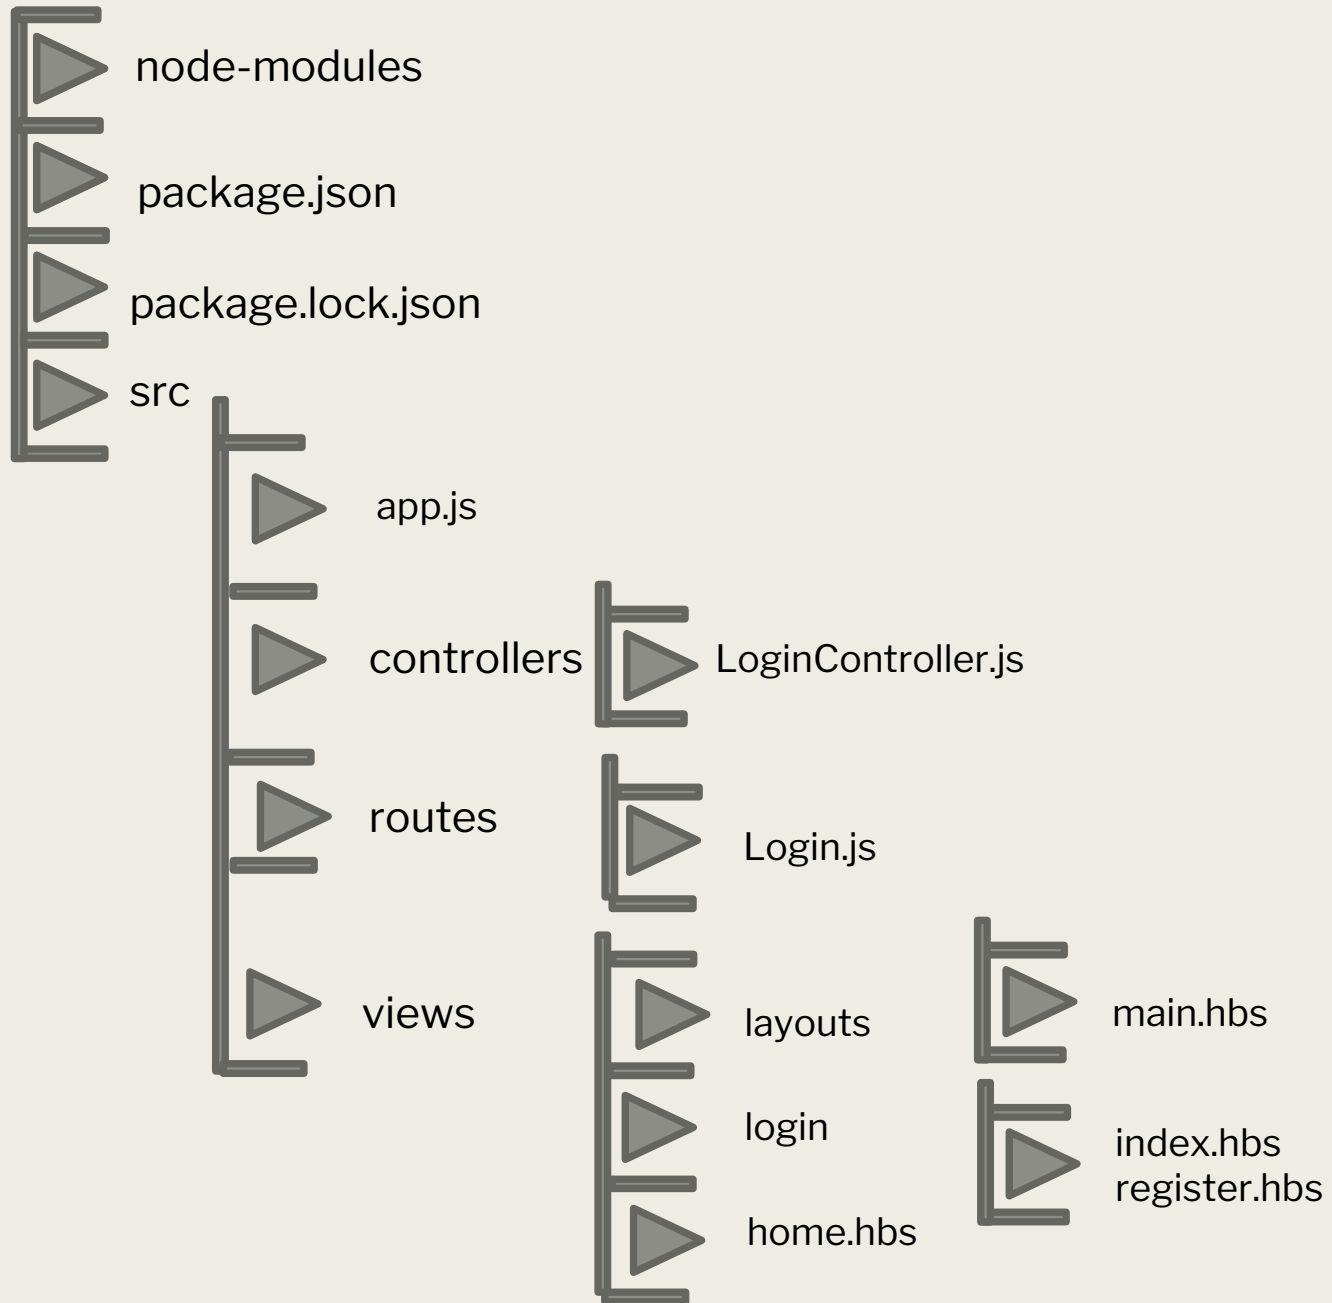 node-modules
package.json
package.lock.json
src
app.js
controllers
LoginController.js
routes
Login.js
views
layouts
main.hbs
login
index.hbs
register.hbs
home.hbs